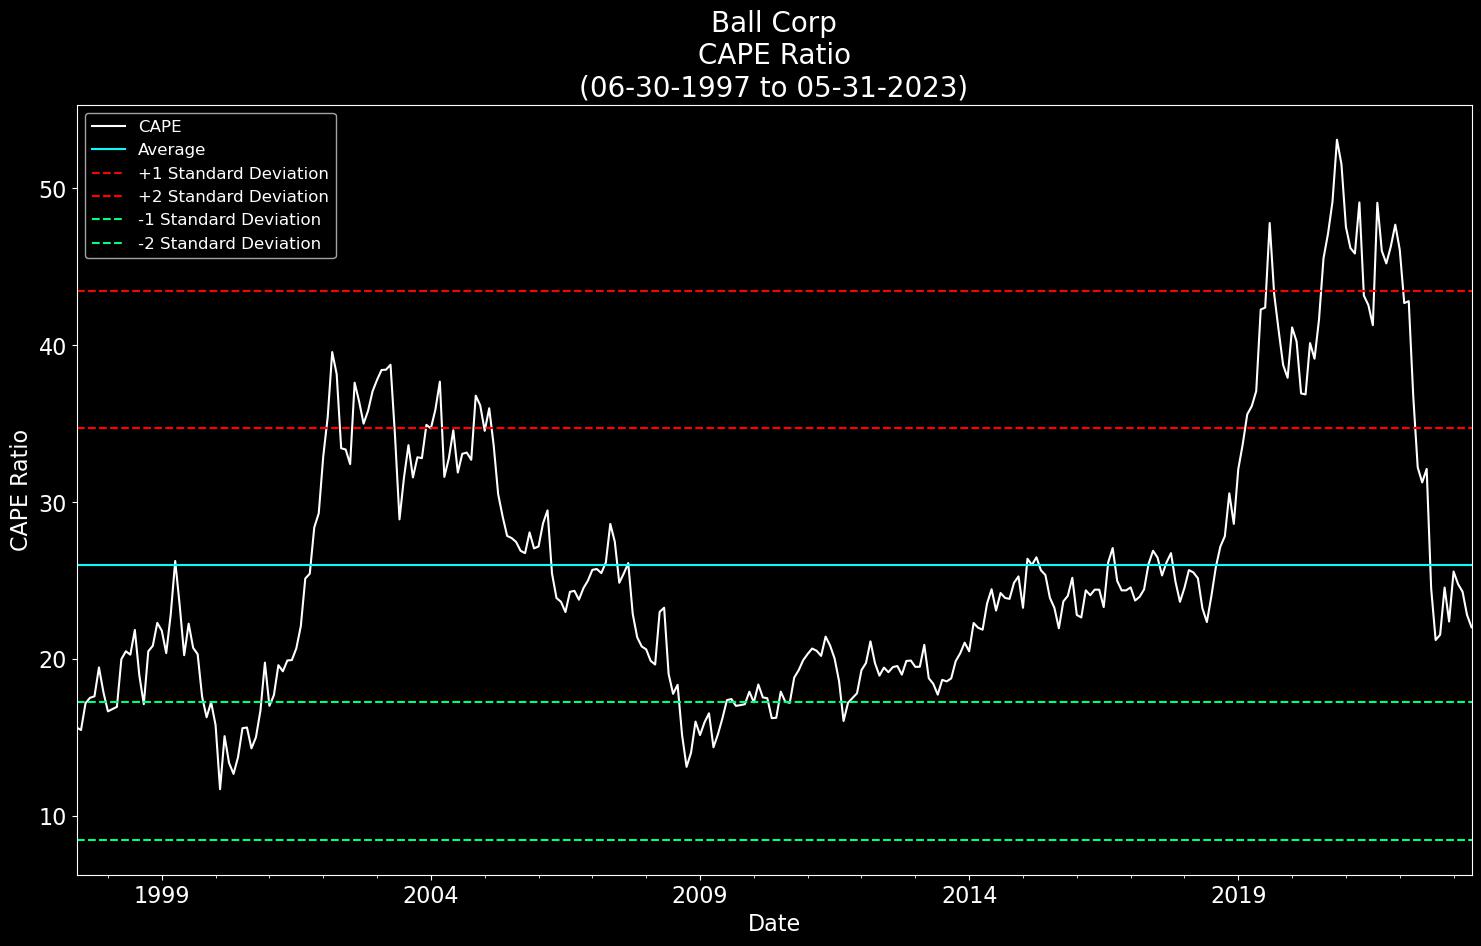 Ball Corp
CAPE Ratio
(06-30-1997 to 05-31-2023)
CAPE
Average
+1 Standard Deviation
+2 Standard Deviation
-1 Standard Deviation
-2 Standard Deviation
50
40
30
20
10
CAPE Ratio
1999 2004 2009 2014 2019
Date